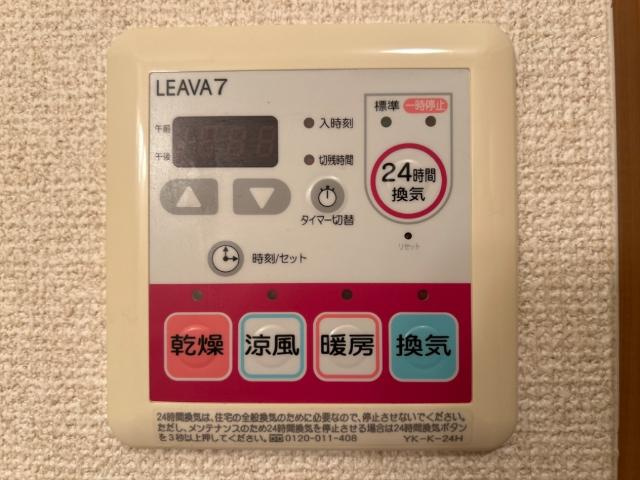 LEAVA7
午前
午後
入時刻
切残時間
タイマー切替
標準 一時停止
24時間
換気
リセット
時刻/セット
乾燥 涼風 暖房 換気
24時間換気は、住宅の全般換気のために必要なので、停止させないでください。
ただし、メンテナンスのため24時間換気を停止させる場合は24時間換気ボタン
を3秒以上押してください。 0120-011-408 YK-K-24H